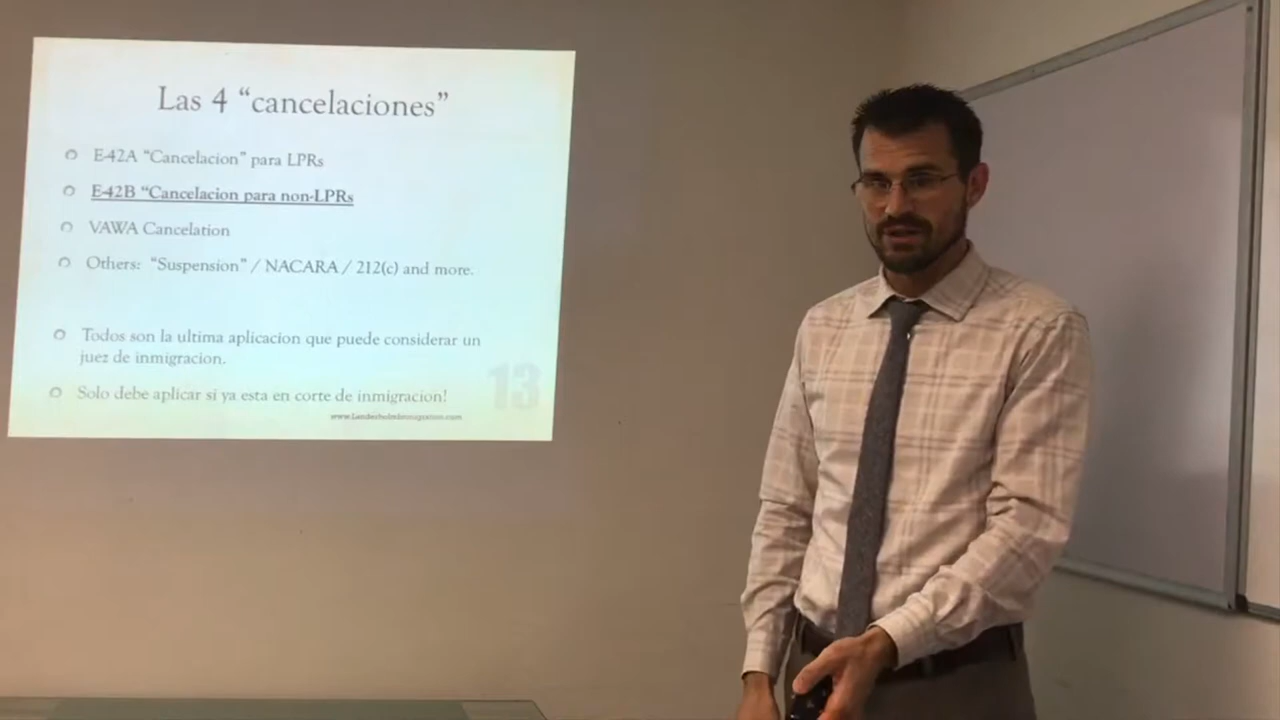 Las 4 “cancelaciones”
E-42A “Cancelacion” para LPRs
E-42B “Cancelacion para non-LPRs
VAWA Cancelation
Others: “Suspension” / NACARA / 212(c) and more.
Todos son la ultima aplicacion que puede considerar un
juez de inmigracion.
Solo debe aplicar si ya esta en corte de inmigracion!
13